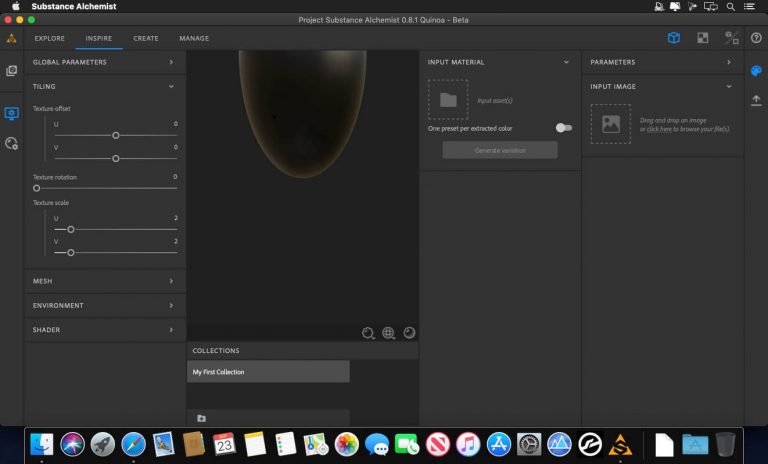 Substance Alchemist
Project Substance Alchemist 0.8.1 Quinoa - Beta
EXPLORE INSPIRE CREATE MANAGE
GLOBAL PARAMETERS
TILING
Texture offset
U 0
V 0
Texture rotation 0
Texture scale
U 2
V 2
MESH
ENVIRONMENT
SHADER
COLLECTIONS
My First Collection
INPUT MATERIAL
Input asset(s)
One preset per extracted color
Generate variation
PARAMETERS
INPUT IMAGE
Drag and drop an image
or click here to browse your file(s).
23